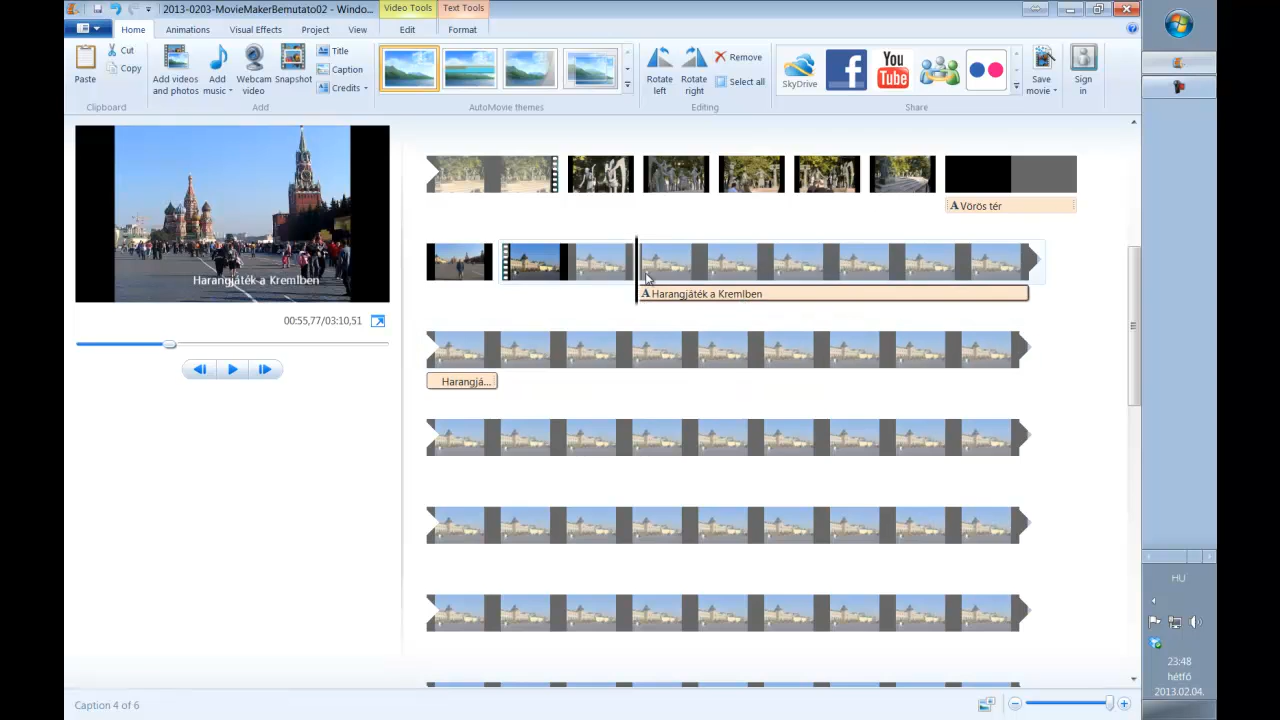 2013-0203-MovieMakerBemutato02 - Windo...
Video Tools
Text Tools
Home
Animations
Visual Effects
Project
View
Edit
Format
Paste
Cut
Copy
Clipboard
Add videos
and photos
Add
music
Webcam
video
Snapshot
Title
Caption
Credits
Add
AutoMovie themes
Rotate
left
Rotate
right
Remove
Select all
Editing
SkyDrive
f
You
Tube
Share
Save
movie
Sign
in
Harangjáték a Kremlben
00:55,77/03:10,51
A Vörös tér
A Harangjáték a Kremlben
Harangjá...
Caption 4 of 6
HU
23:48
hétfő
2013.02.04.